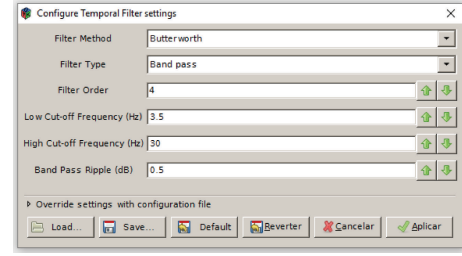 Configure Temporal Filter settings
Filter Method Butterworth
Filter Type Band pass
Filter Order 4
Low Cut-off Frequency (Hz) 3.5
High Cut-off Frequency (Hz) 30
Band Pass Ripple (dB) 0.5
Override settings with configuration file
Load... Save... Default Reverter Cancelar Aplicar